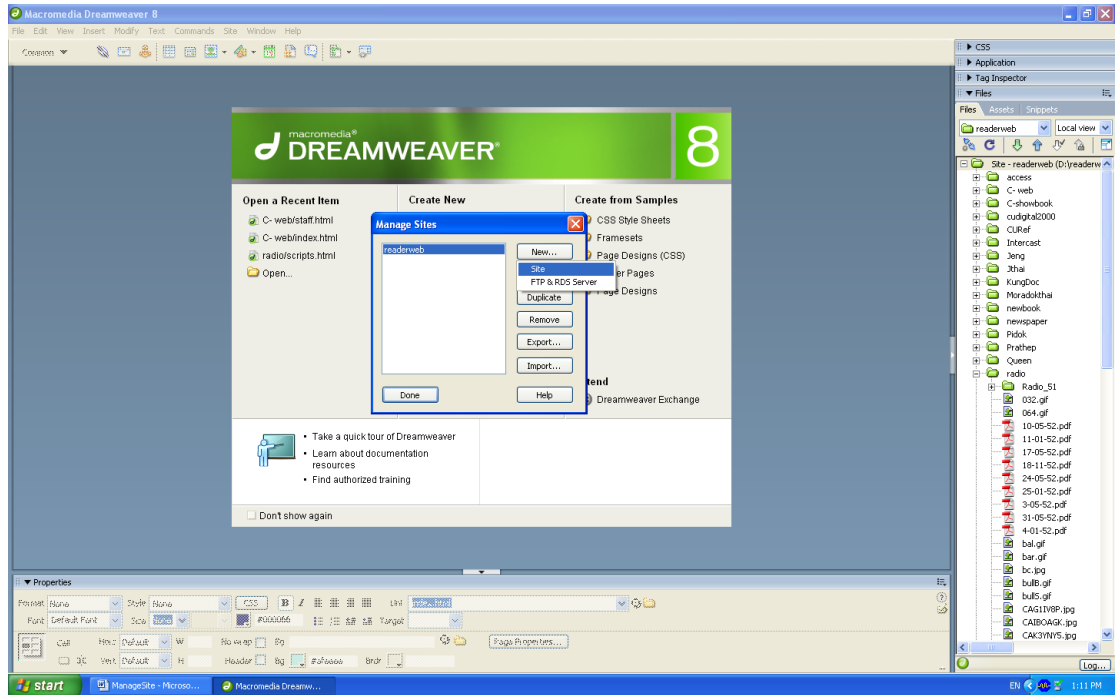 Macromedia Dreamweaver 8
File Edit View Insert Modify Text Commands Site Window Help
Common
macromedia®
DREAMWEAVER®
8
Open a Recent Item
C- web/staff.html
C- web/index.html
radio/scripts.html
Open...
Create New
Create from Samples
CSS Style Sheets
Framesets
Page Designs (CSS)
er Pages
Page Designs
Manage Sites
readerweb
New...
Site
FTP & RDS Server
Duplicate
Remove
Export...
Import...
Done
Help
tend
Dreamweaver Exchange
• Take a quick tour of Dreamweaver
• Learn about documentation
resources
• Find authorized training
Don't show again
CSS
Application
Tag Inspector
Files
Files Assets Snippets
readerweb Local view
Site - readerweb (D:\readerw
access
C- web
C-showbook
cudigital2000
CURef
Intercast
Jeng
Jthai
KungDoc
Moradokthai
newbook
newspaper
Pidok
Prathep
Queen
radio
Radio_51
032.gif
064.gif
10-05-52.pdf
11-01-52.pdf
17-05-52.pdf
18-11-52.pdf
24-05-52.pdf
25-01-52.pdf
3-05-52.pdf
31-05-52.pdf
4-01-52.pdf
bal.gif
bar.gif
bc.jpg
bullB.gif
bullS.gif
CAG1IV8P.jpg
CAIBOAGK.jpg
CAK3YNY5.jpg
Log...
Properties
Format None Style None CSS B I Link index.html
Font Default Font Size None #000066 Target
Cell Horz Default W No wrap Bg Page Properties...
Vert Default H Header Bg Brdr
start ManageSite - Microso... Macromedia Dreamw... EN 1:11 PM